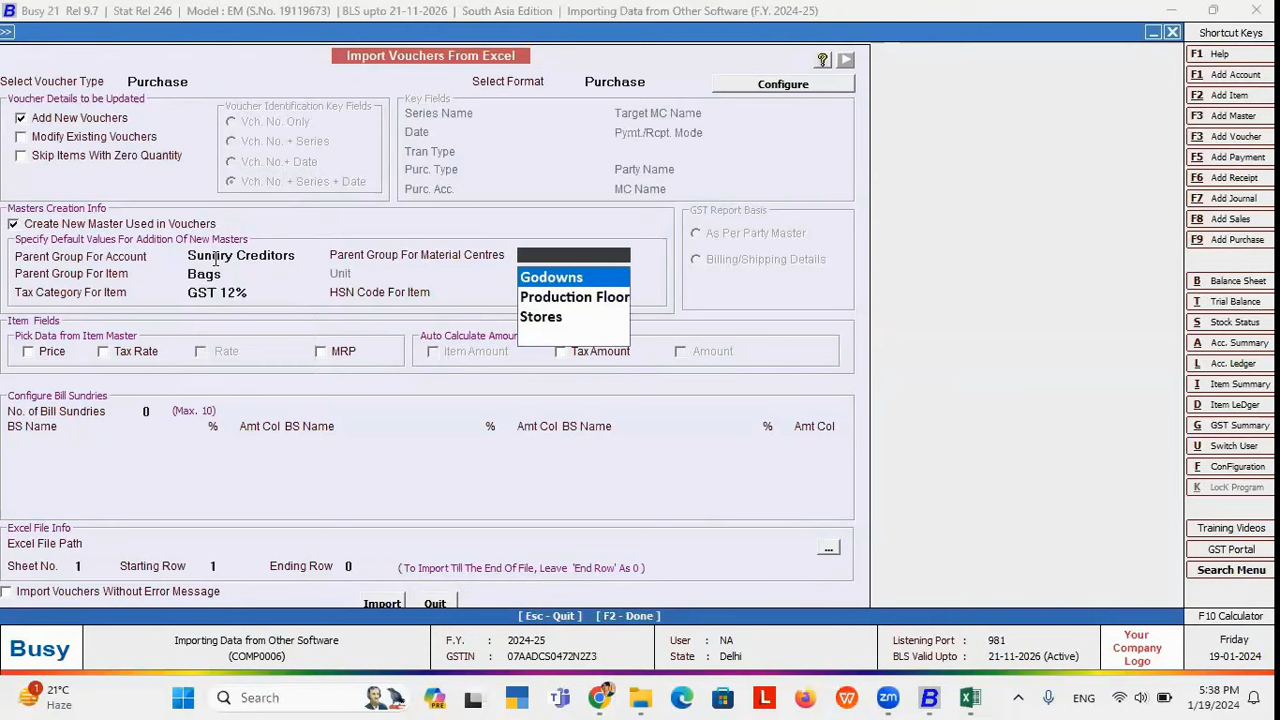 Busy 21 Rel 9.7 Stat Rel 246 Model : EM (S.No. 19119673) BLS upto 21-11-2026 South Asia Edition Importing Data from Other Software (F.Y. 2024-25)
>>
Import Vouchers From Excel
?
Select Voucher Type Purchase Select Format Purchase Configure
Voucher Details to be Updated
Add New Vouchers
Modify Existing Vouchers
Skip Items With Zero Quantity
Voucher Identification Key Fields
Vch. No. Only
Vch. No. + Series
Vch. No.+ Date
Vch. No. + Series + Date
Key Fields
Series Name Target MC Name
Date Pymt./Rcpt. Mode
Tran Type
Purc. Type Party Name
Purc. Acc. MC Name
Masters Creation Info
Create New Master Used in Vouchers
Specify Default Values For Addition Of New Masters
Parent Group For Account Sundry Creditors Parent Group For Material Centres
Parent Group For Item Bags Unit
Tax Category For Item GST 12% HSN Code For Item
Godowns
Production Floor
Stores
GST Report Basis
As Per Party Master
Billing/Shipping Details
Item Fields
Pick Data from Item Master
Price Tax Rate Rate MRP
Auto Calculate Amoun
Item Amount Tax Amount Amount
Configure Bill Sundries
No. of Bill Sundries 0 (Max. 10)
BS Name % Amt Col BS Name % Amt Col BS Name % Amt Col
Excel File Info
Excel File Path ...
Sheet No. 1 Starting Row 1 Ending Row 0 (To Import Till The End Of File, Leave 'End Row' As 0 )
Import Vouchers Without Error Message
Import Quit
[ Esc - Quit ] [ F2 - Done ]
Shortcut Keys
F1 Help
F1 Add Account
F2 Add Item
F3 Add Master
F3 Add Voucher
F5 Add Payment
F6 Add Receipt
F7 Add Journal
F8 Add Sales
F9 Add Purchase
B Balance Sheet
T Trial Balance
S Stock Status
A Acc. Summary
L Acc. Ledger
I Item Summary
D Item LeDger
G GST Summary
U Switch User
F ConFiguration
K LocK Program
Training Videos
GST Portal
Search Menu
F10 Calculator
Busy
Importing Data from Other Software
(COMP0006)
F.Y. : 2024-25
GSTIN : 07AADCS0472N2Z3
User : NA
State : Delhi
Listening Port : 981
BLS Valid Upto : 21-11-2026 (Active)
Your
Company
Logo
Friday
19-01-2024
1
21°C
Haze
Search
PRE
L
zm
B
ENG
5:38 PM
1/19/2024